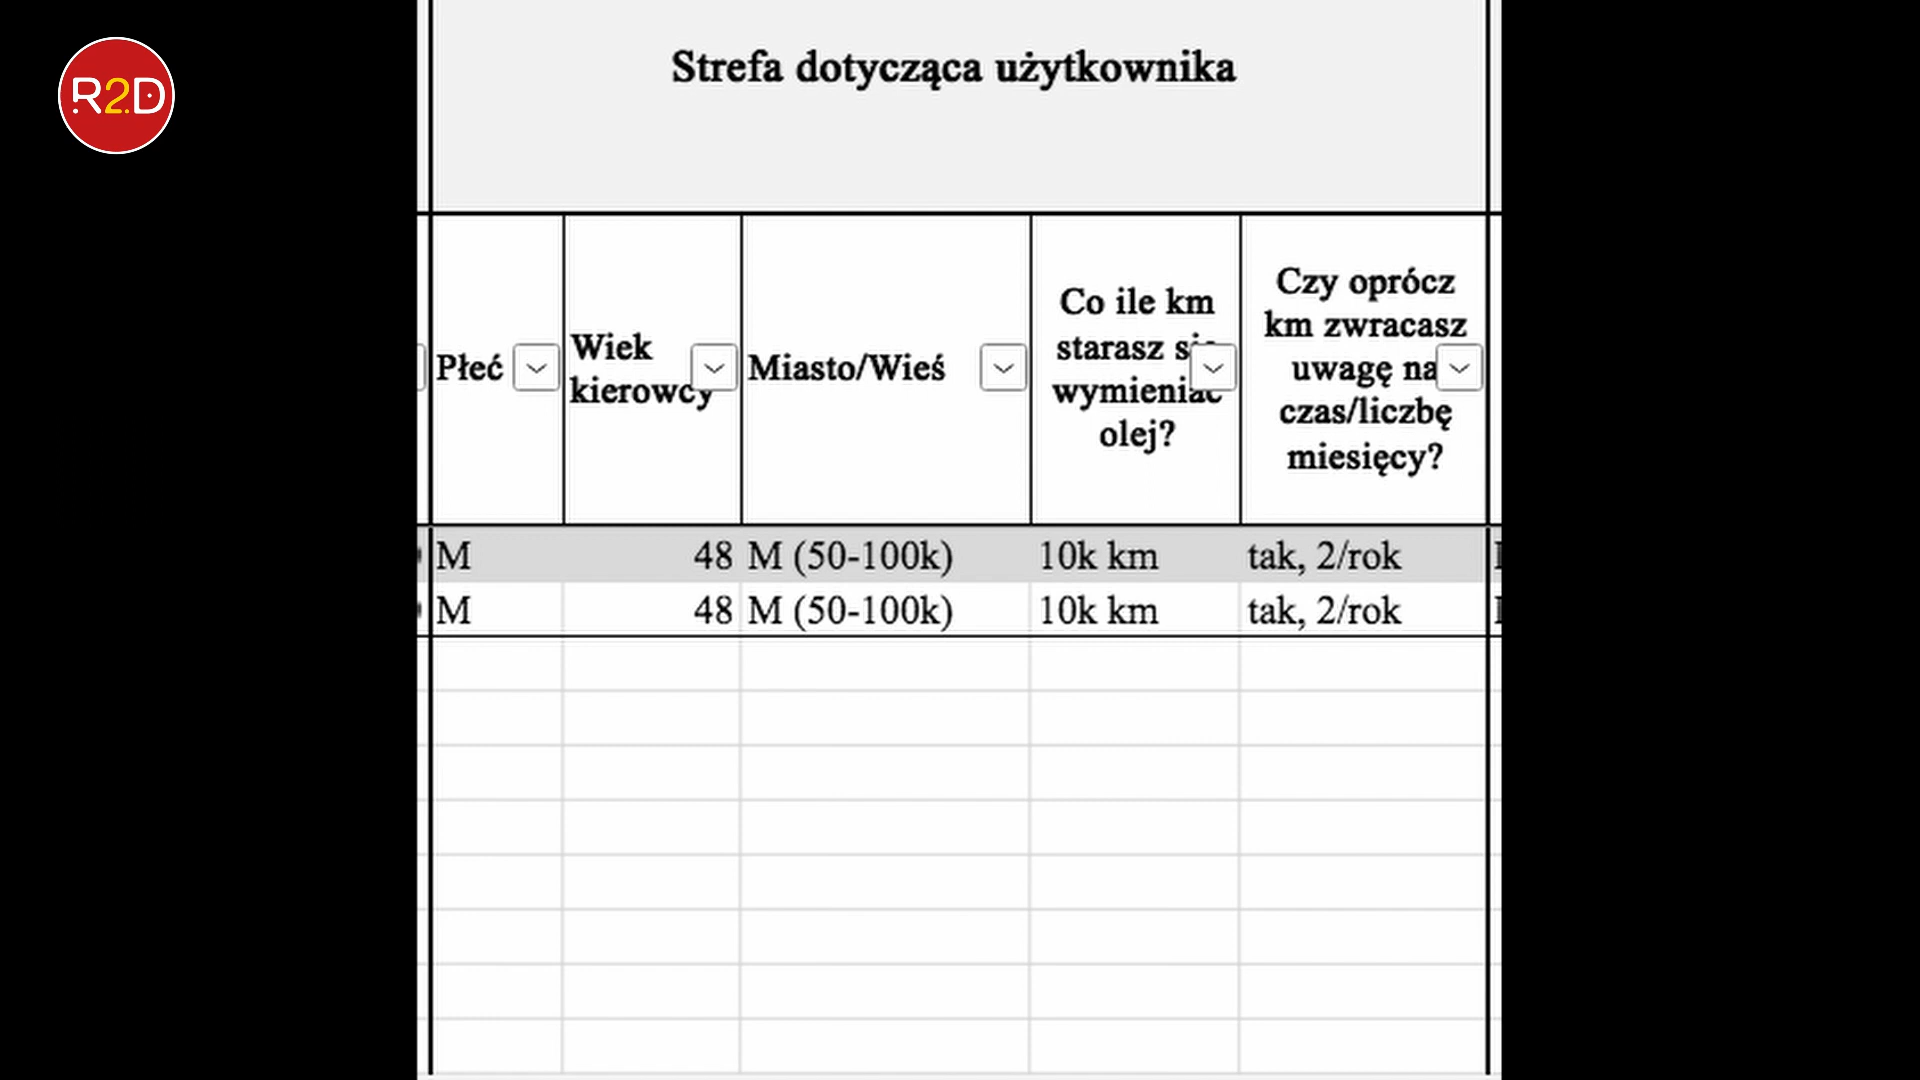 R2D
Strefa dotycząca użytkownika
Płeć
Wiek
kierowcy
Miasto/Wieś
Co ile km
starasz się
wymieniać
olej?
Czy oprócz
km zwracasz
uwagę na
czas/liczbę
miesięcy?
M 48 M (50-100k) 10k km tak, 2/rok
M 48 M (50-100k) 10k km tak, 2/rok